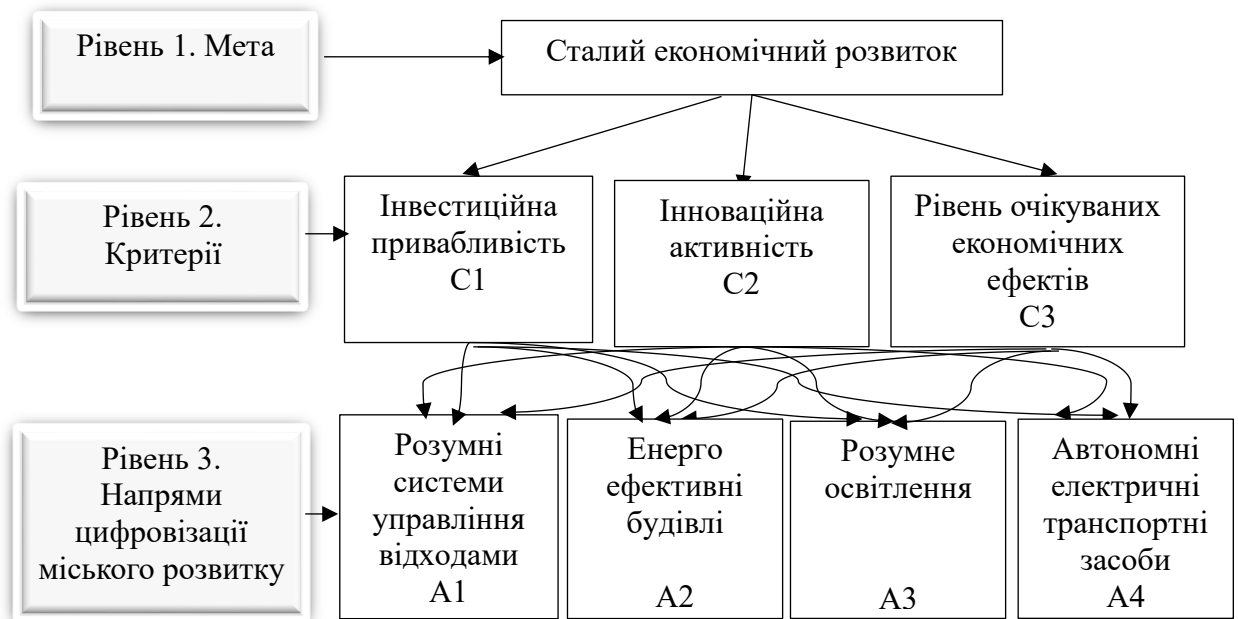 Рівень 1. Мета
Сталий економічний розвиток
Рівень 2.
Критерії
Інвестиційна
привабливість
С1
Інноваційна
активність
С2
Рівень очікуваних
економічних
ефектів
С3
Рівень 3.
Напрями
цифровізації
міського розвитку
Розумні
системи
управління
відходами
А1
Енерго
ефективні
будівлі
А2
Розумне
освітлення
А3
Автономні
електричні
транспортні
засоби
А4